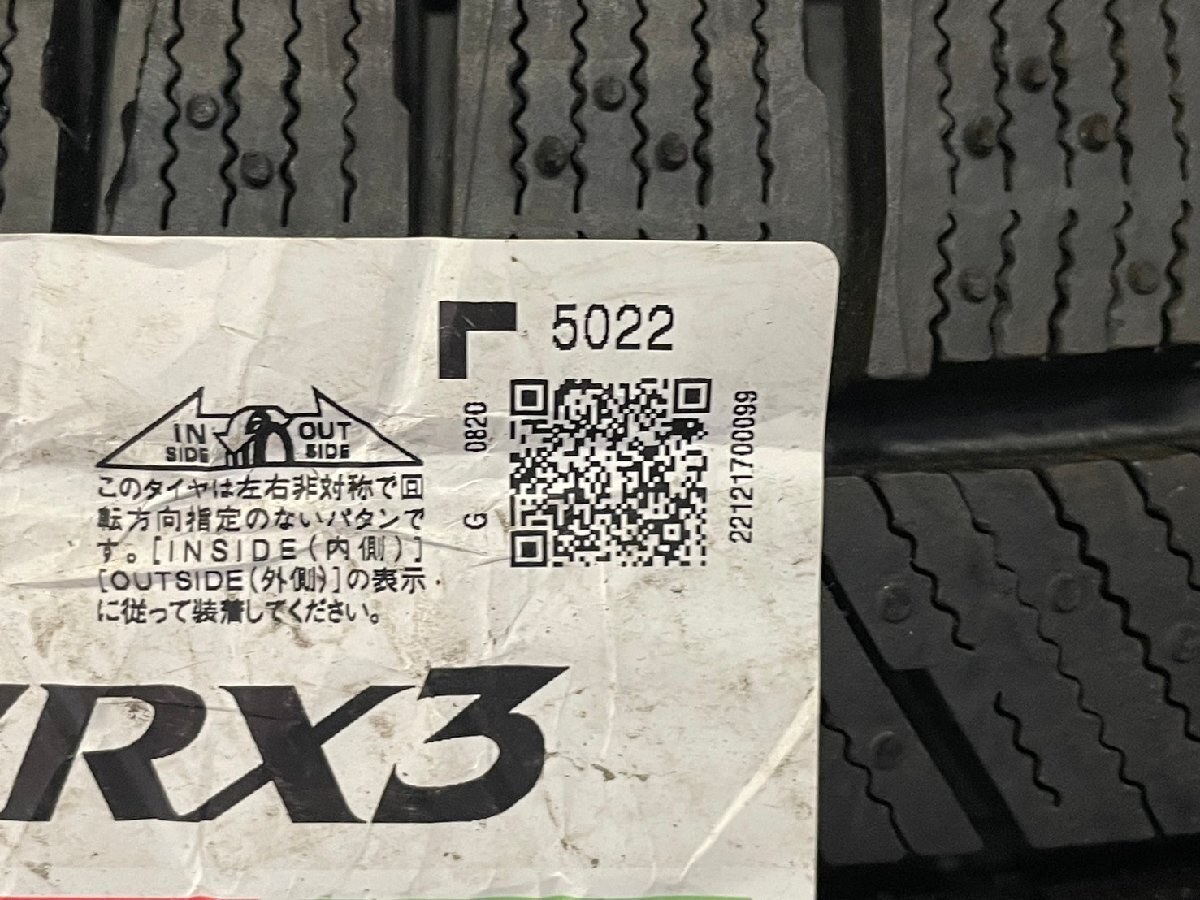 5022
IN SIDE
OUT SIDE
G 0820
22121700099
このタイヤは左右非対称で回
転方向指定のないパタンで
す。[INSIDE(内側)]
[OUTSIDE(外側)]の表示
に従って装着してください。
VRX3